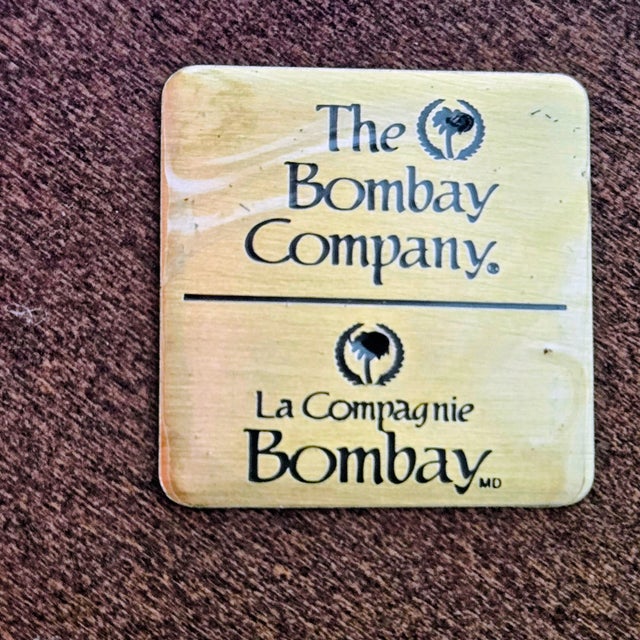 The
Bombay
Company®
La Compagnie
Bombay MD